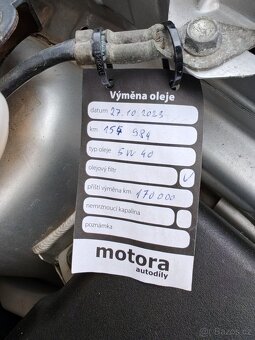 Výměna oleje
datum 27.10.2023
km 154 984
typ oleje 5W 40
olejový filtr ✓
příští výměna km 170 000
nemrznoucí kapalina
poznámka
motora
autodíly